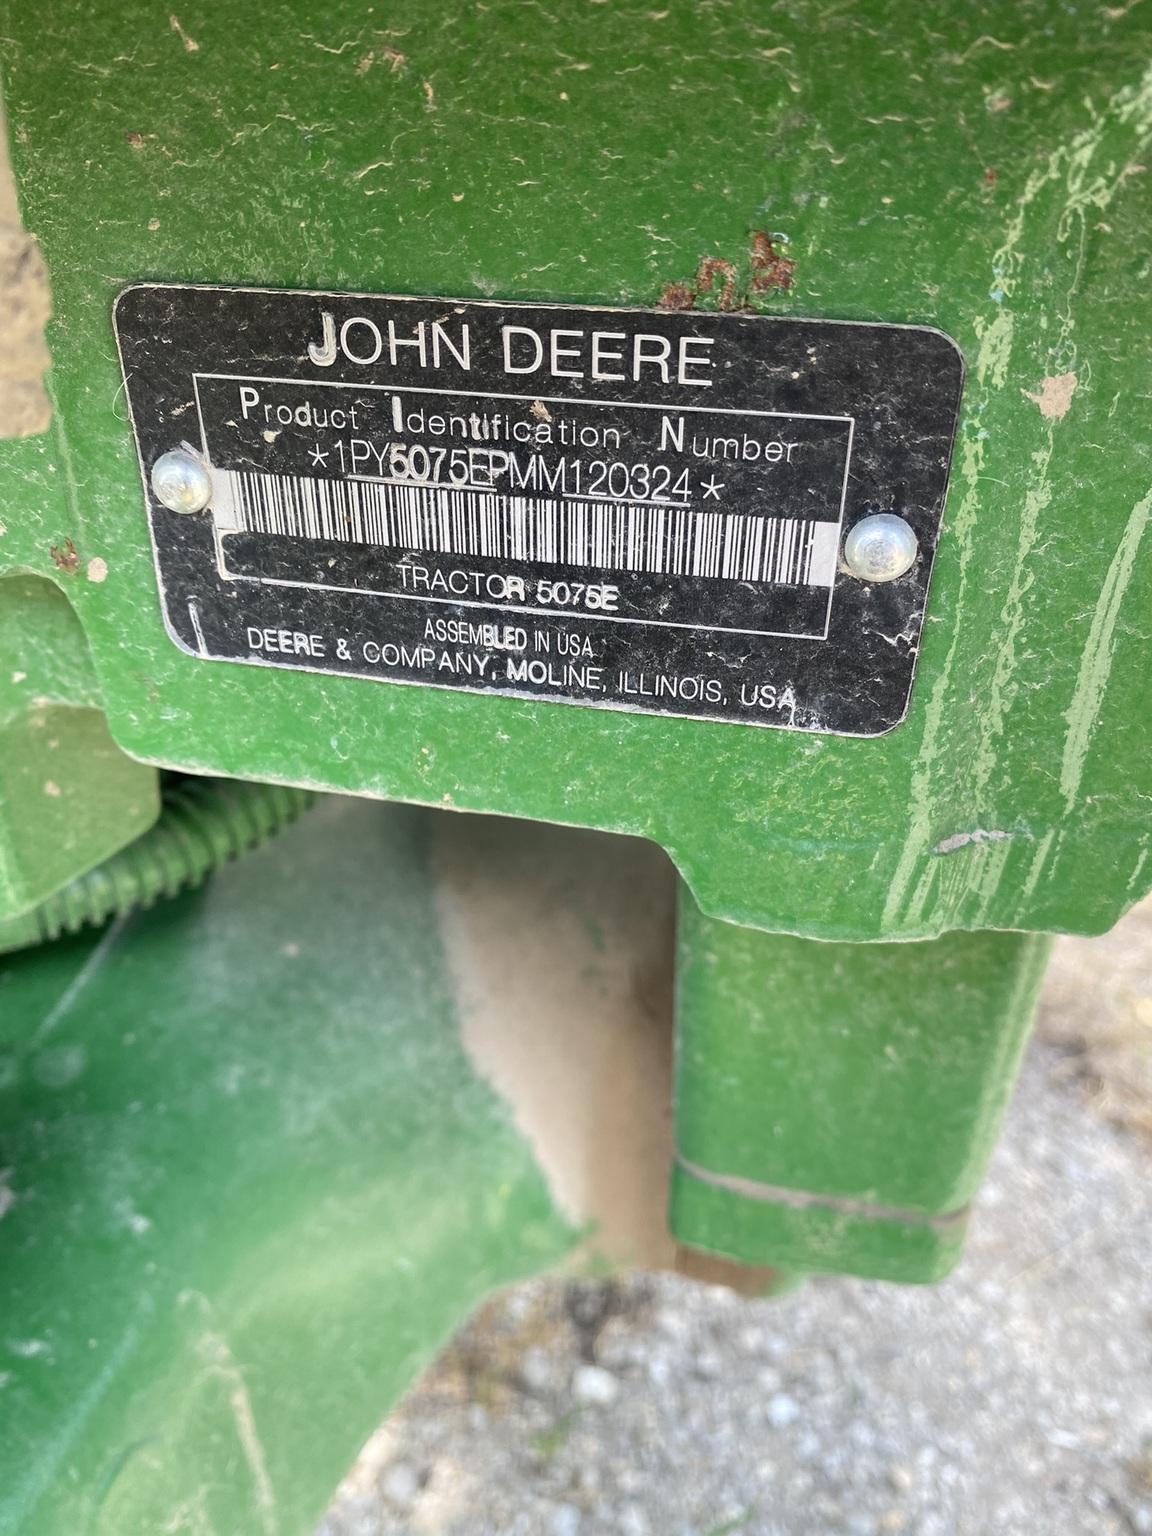 JOHN DEERE
Product Identification Number
*1PY5075EPMM120324*
TRACTOR 5075E
ASSEMBLED IN USA
DEERE & COMPANY, MOLINE, ILLINOIS, USA